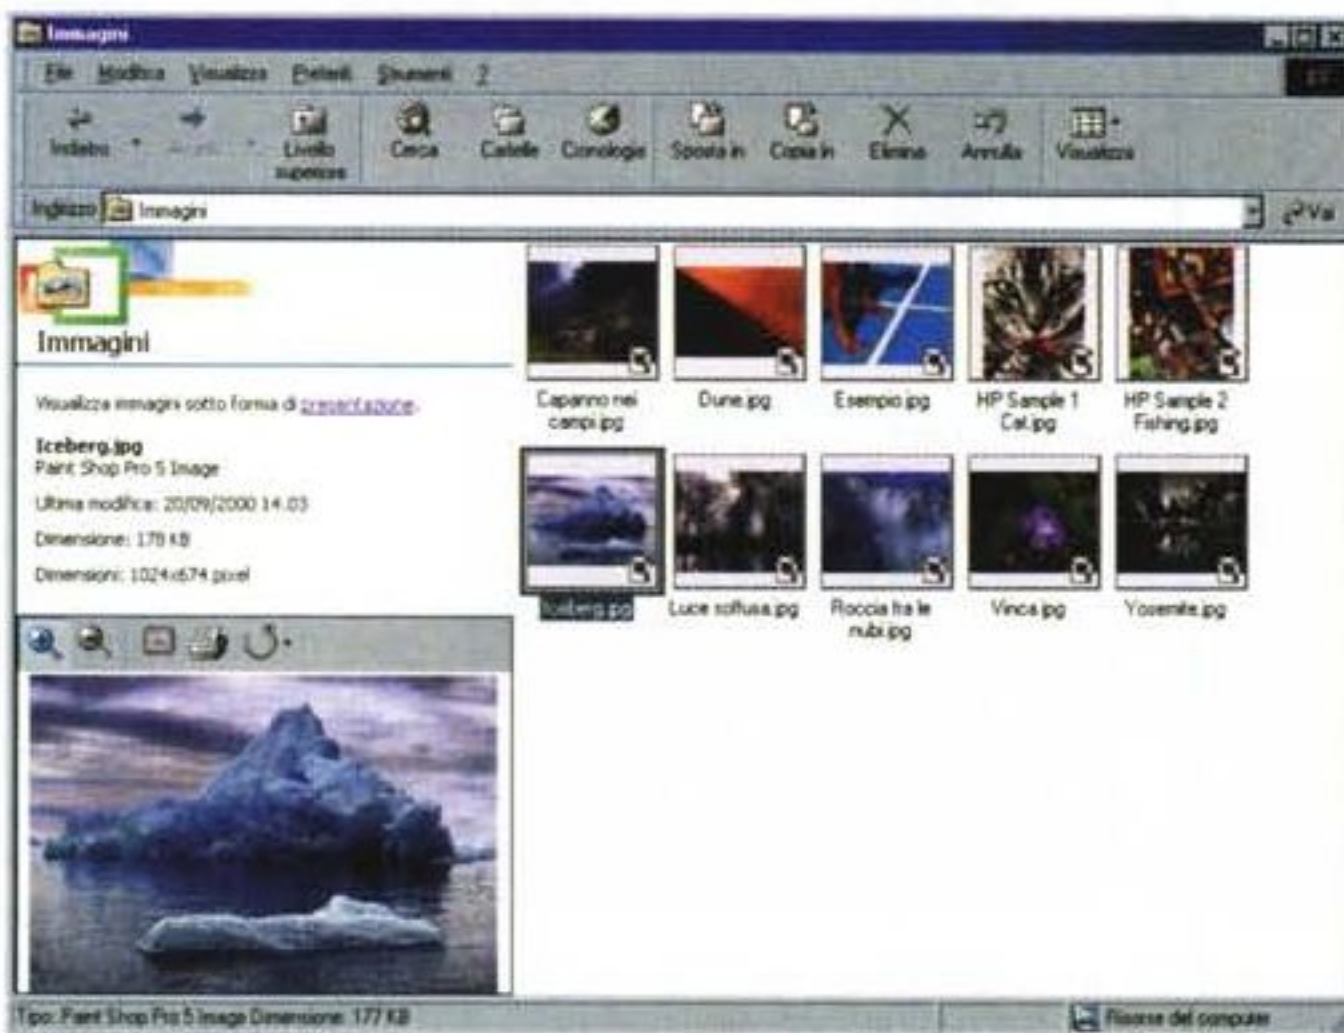 Immagini
File Modifica Visualizza Preferiti Strumenti ?
Indietro
Livello superiore
Cerca
Cartelle
Cronologia
Sposta in
Copia in
Elimina
Annulla
Visualizza
Indirizzo Immagini
Vai
Immagini
Visualizza immagini sotto forma di presentazione.
Iceberg.jpg
Paint Shop Pro 5 Image
Ultima modifica: 20/09/2000 14.03
Dimensione: 178 KB
Dimensioni: 1024x674 pixel
Capanno nei
campi.jpg
Dune.jpg
Esempio.jpg
HP Sample 1
Cat.jpg
HP Sample 2
Fishing.jpg
Iceberg.jpg
Luce soffusa.jpg
Roccia fra le
nubi.jpg
Vinca.jpg
Yosemite.jpg
Tipo: Paint Shop Pro 5 Image Dimensione: 177 KB
Risorse del computer